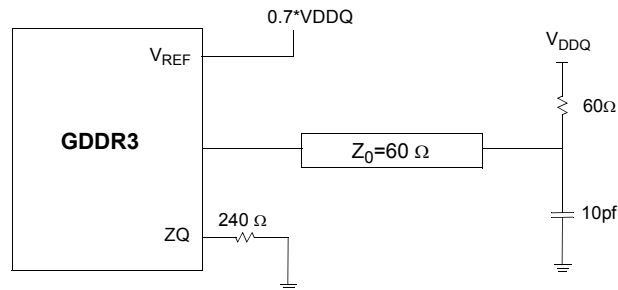 0.7*VDDQ
VREF
VDDQ
60Ω
GDDR3
Z0=60 Ω
240 Ω
10pf
ZQ